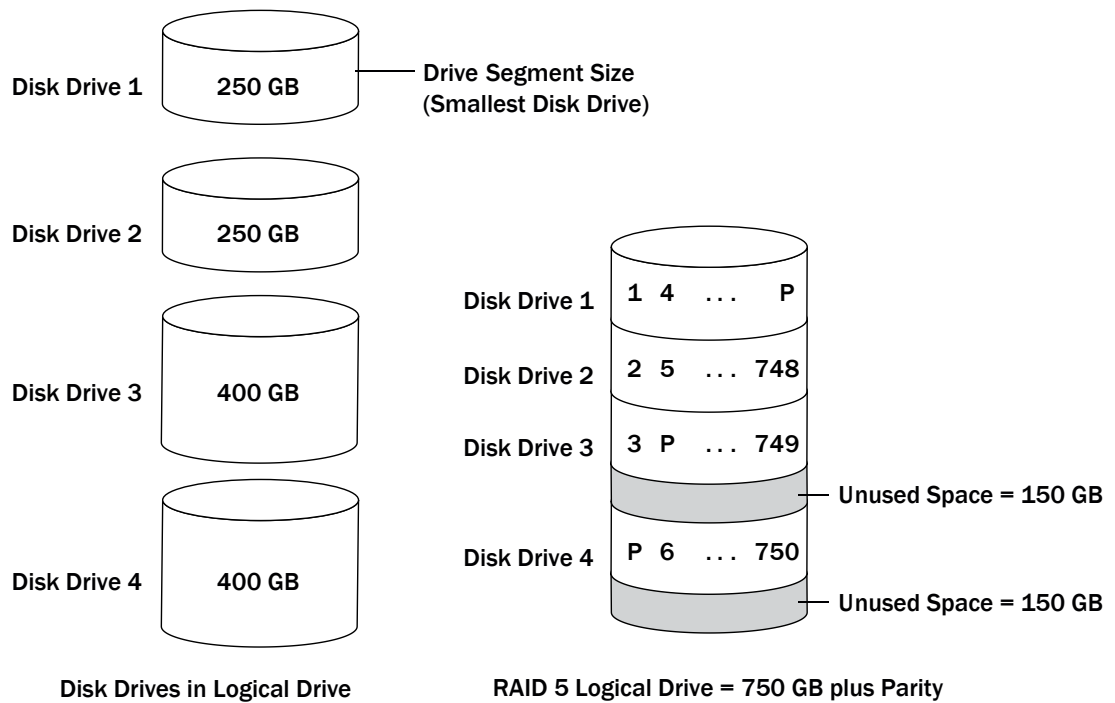 Disk Drive 1
250 GB
Drive Segment Size
(Smallest Disk Drive)
Disk Drive 2
250 GB
Disk Drive 3
400 GB
Disk Drive 4
400 GB
Disk Drives in Logical Drive
Disk Drive 1
1 4 ... P
Disk Drive 2
2 5 ... 748
Disk Drive 3
3 P ... 749
Unused Space = 150 GB
Disk Drive 4
P 6 ... 750
Unused Space = 150 GB
RAID 5 Logical Drive = 750 GB plus Parity